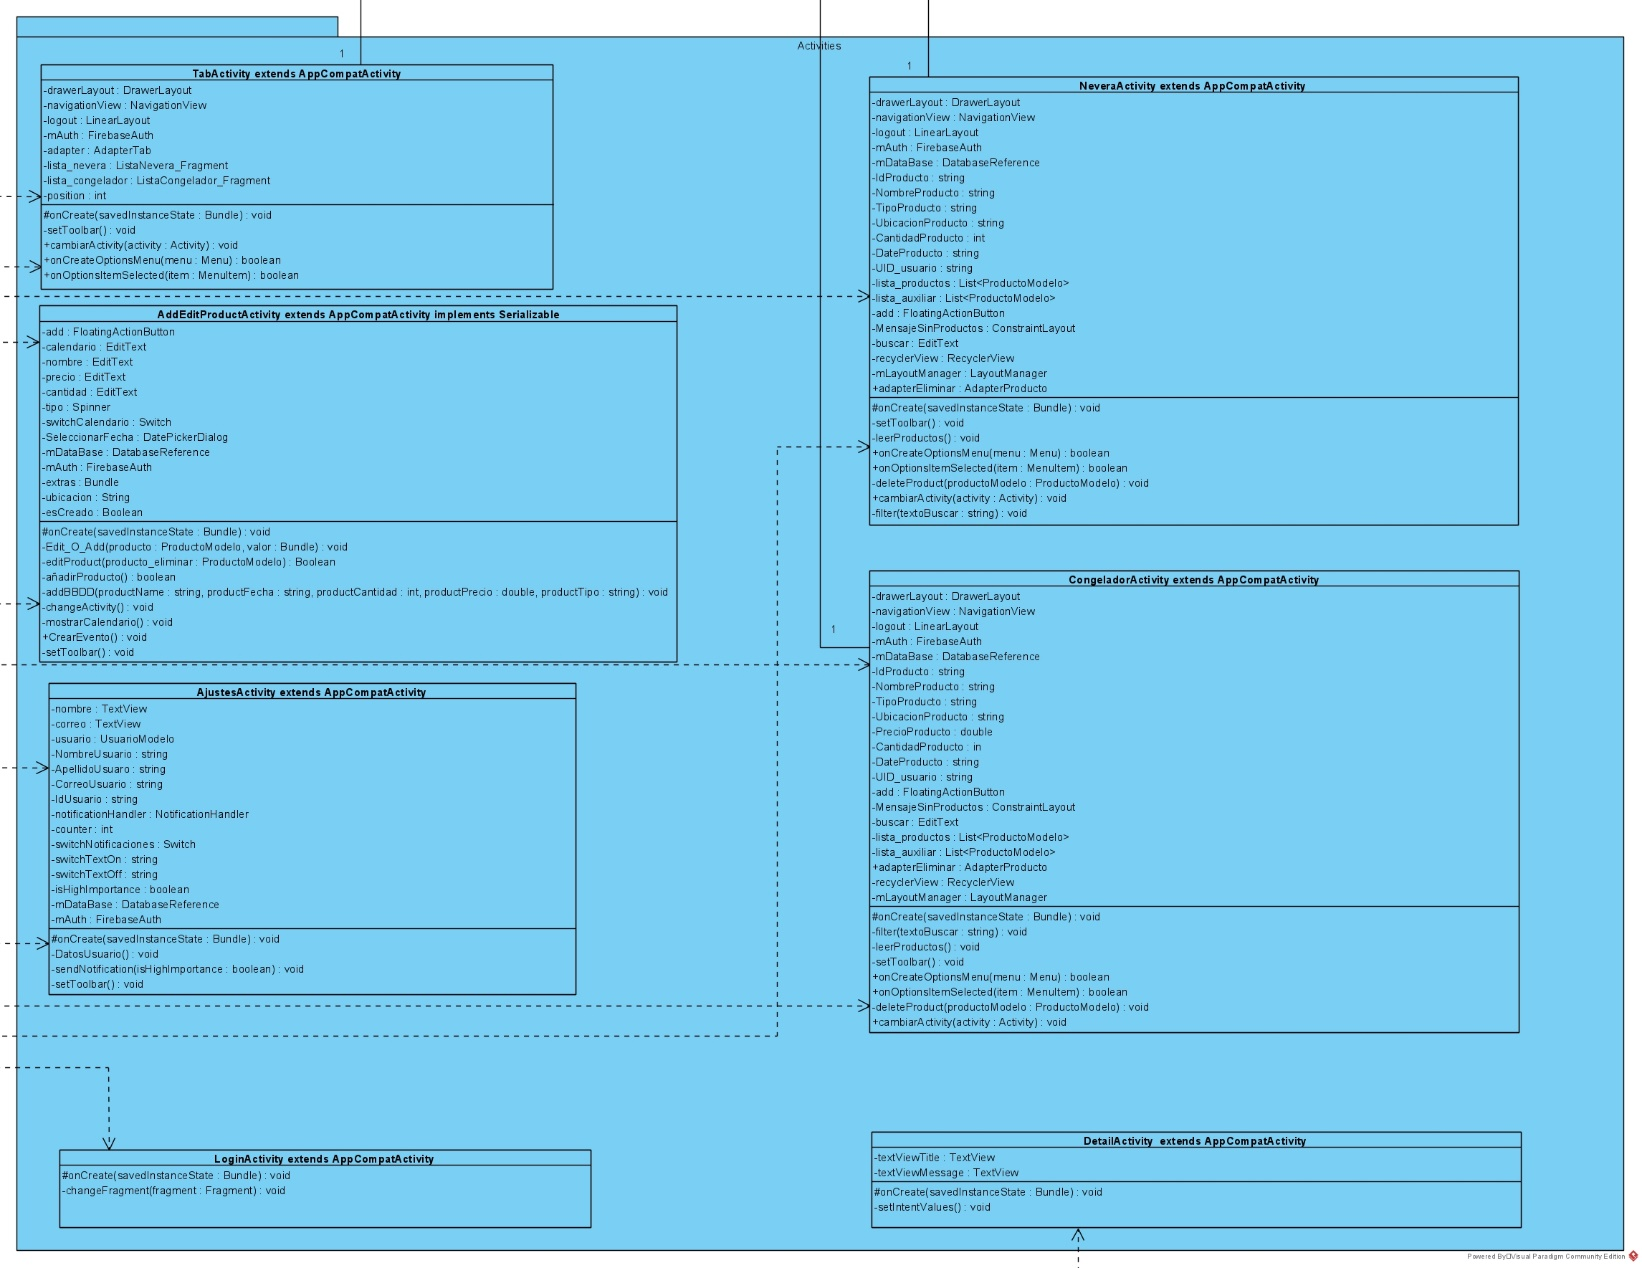 Activities
1
TabActivity extends AppCompatActivity
-drawerLayout : DrawerLayout
-navigationView : NavigationView
-logout : LinearLayout
-mAuth : FirebaseAuth
-adapter : AdapterTab
-lista_nevera : ListaNevera_Fragment
-lista_congelador : ListaCongelador_Fragment
-position : int
#onCreate(savedInstanceState : Bundle) : void
-setToolbar() : void
+cambiarActivity(activity : Activity) : void
+onCreateOptionsMenu(menu : Menu) : boolean
+onOptionsItemSelected(item : MenuItem) : boolean
AddEditProductActivity extends AppCompatActivity implements Serializable
-add : FloatingActionButton
-calendario : EditText
-nombre : EditText
-precio : EditText
-cantidad : EditText
-tipo : Spinner
-switchCalendario : Switch
-SeleccionarFecha : DatePickerDialog
-mDataBase : DatabaseReference
-mAuth : FirebaseAuth
-extras : Bundle
-ubicacion : String
-esCreado : Boolean
#onCreate(savedInstanceState : Bundle) : void
-Edit_O_Add(producto : ProductoModelo, valor : Bundle) : void
-editProduct(producto_eliminar : ProductoModelo) : Boolean
-añadirProducto() : boolean
-addBBDD(productName : string, productFecha : string, productCantidad : int, productPrecio : double, productTipo : string) : void
-changeActivity() : void
-mostrarCalendario() : void
+CrearEvento() : void
-setToolbar() : void
AjustesActivity extends AppCompatActivity
-nombre : TextView
-correo : TextView
-usuario : UsuarioModelo
-NombreUsuario : string
-ApellidoUsuaro : string
-CorreoUsuario : string
-IdUsuario : string
-notificationHandler : NotificationHandler
-counter : int
-switchNotificaciones : Switch
-switchTextOn : string
-switchTextOff : string
-isHighImportance : boolean
-mDataBase : DatabaseReference
-mAuth : FirebaseAuth
#onCreate(savedInstanceState : Bundle) : void
-DatosUsuario() : void
-sendNotification(isHighImportance : boolean) : void
-setToolbar() : void
LoginActivity extends AppCompatActivity
#onCreate(savedInstanceState : Bundle) : void
-changeFragment(fragment : Fragment) : void
1
NeveraActivity extends AppCompatActivity
-drawerLayout : DrawerLayout
-navigationView : NavigationView
-logout : LinearLayout
-mAuth : FirebaseAuth
-mDataBase : DatabaseReference
-IdProducto : string
-NombreProducto : string
-TipoProducto : string
-UbicacionProducto : string
-CantidadProducto : int
-DateProducto : string
-UID_usuario : string
-lista_productos : List<ProductoModelo>
-lista_auxiliar : List<ProductoModelo>
-add : FloatingActionButton
-MensajeSinProductos : ConstraintLayout
-buscar : EditText
-recyclerView : RecyclerView
-mLayoutManager : LayoutManager
+adapterEliminar : AdapterProducto
#onCreate(savedInstanceState : Bundle) : void
-setToolbar() : void
-leerProductos() : void
+onCreateOptionsMenu(menu : Menu) : boolean
+onOptionsItemSelected(item : MenuItem) : boolean
-deleteProduct(productoModelo : ProductoModelo) : void
+cambiarActivity(activity : Activity) : void
-filter(textoBuscar : string) : void
1
CongeladorActivity extends AppCompatActivity
-drawerLayout : DrawerLayout
-navigationView : NavigationView
-logout : LinearLayout
-mAuth : FirebaseAuth
-mDataBase : DatabaseReference
-IdProducto : string
-NombreProducto : string
-TipoProducto : string
-UbicacionProducto : string
-PrecioProducto : double
-CantidadProducto : in
-DateProducto : string
-UID_usuario : string
-add : FloatingActionButton
-MensajeSinProductos : ConstraintLayout
-buscar : EditText
-lista_productos : List<ProductoModelo>
-lista_auxiliar : List<ProductoModelo>
+adapterEliminar : AdapterProducto
-recyclerView : RecyclerView
-mLayoutManager : LayoutManager
#onCreate(savedInstanceState : Bundle) : void
-filter(textoBuscar : string) : void
-leerProductos() : void
-setToolbar() : void
+onCreateOptionsMenu(menu : Menu) : boolean
+onOptionsItemSelected(item : MenuItem) : boolean
-deleteProduct(productoModelo : ProductoModelo) : void
+cambiarActivity(activity : Activity) : void
DetailActivity extends AppCompatActivity
-textViewTitle : TextView
-textViewMessage : TextView
#onCreate(savedInstanceState : Bundle) : void
-setIntentValues() : void
Powered By□Visual Paradigm Community Edition